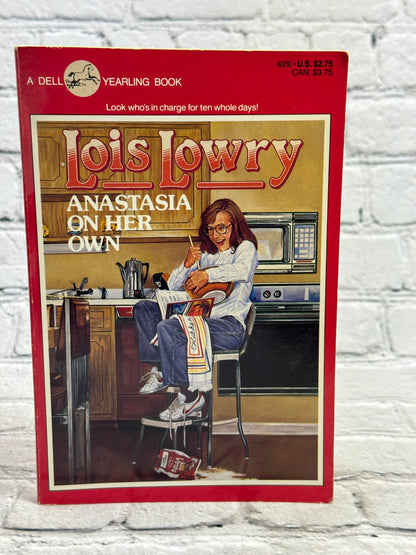 A DELL YEARLING BOOK
40291 • U.S. $2.75
CAN. $3.75
Look who's in charge for ten whole days!
Lois Lowry
ANASTASIA
ON HER
OWN